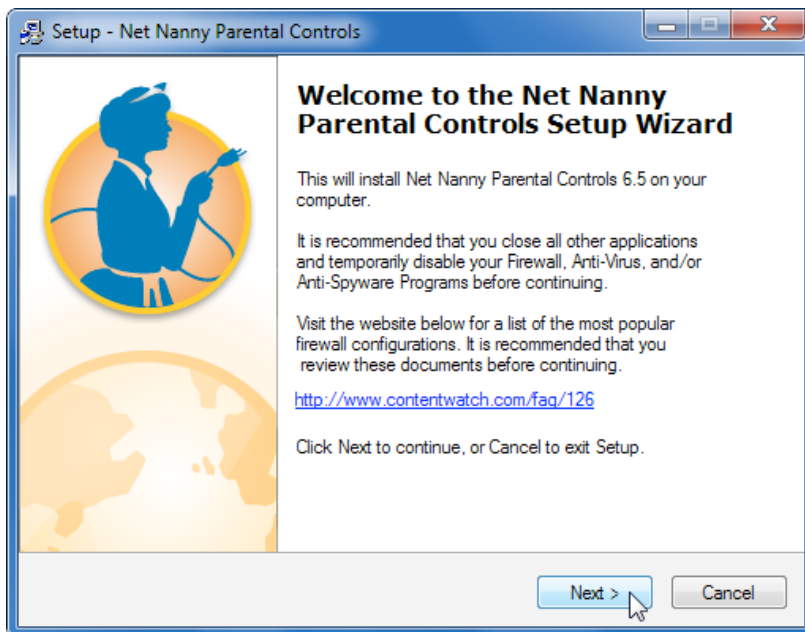 Setup - Net Nanny Parental Controls
Welcome to the Net Nanny
Parental Controls Setup Wizard
This will install Net Nanny Parental Controls 6.5 on your
computer.
It is recommended that you close all other applications
and temporarily disable your Firewall, Anti-Virus, and/or
Anti-Spyware Programs before continuing.
Visit the website below for a list of the most popular
firewall configurations. It is recommended that you
review these documents before continuing.
http://www.contentwatch.com/faq/126
Click Next to continue, or Cancel to exit Setup.
Next >
Cancel